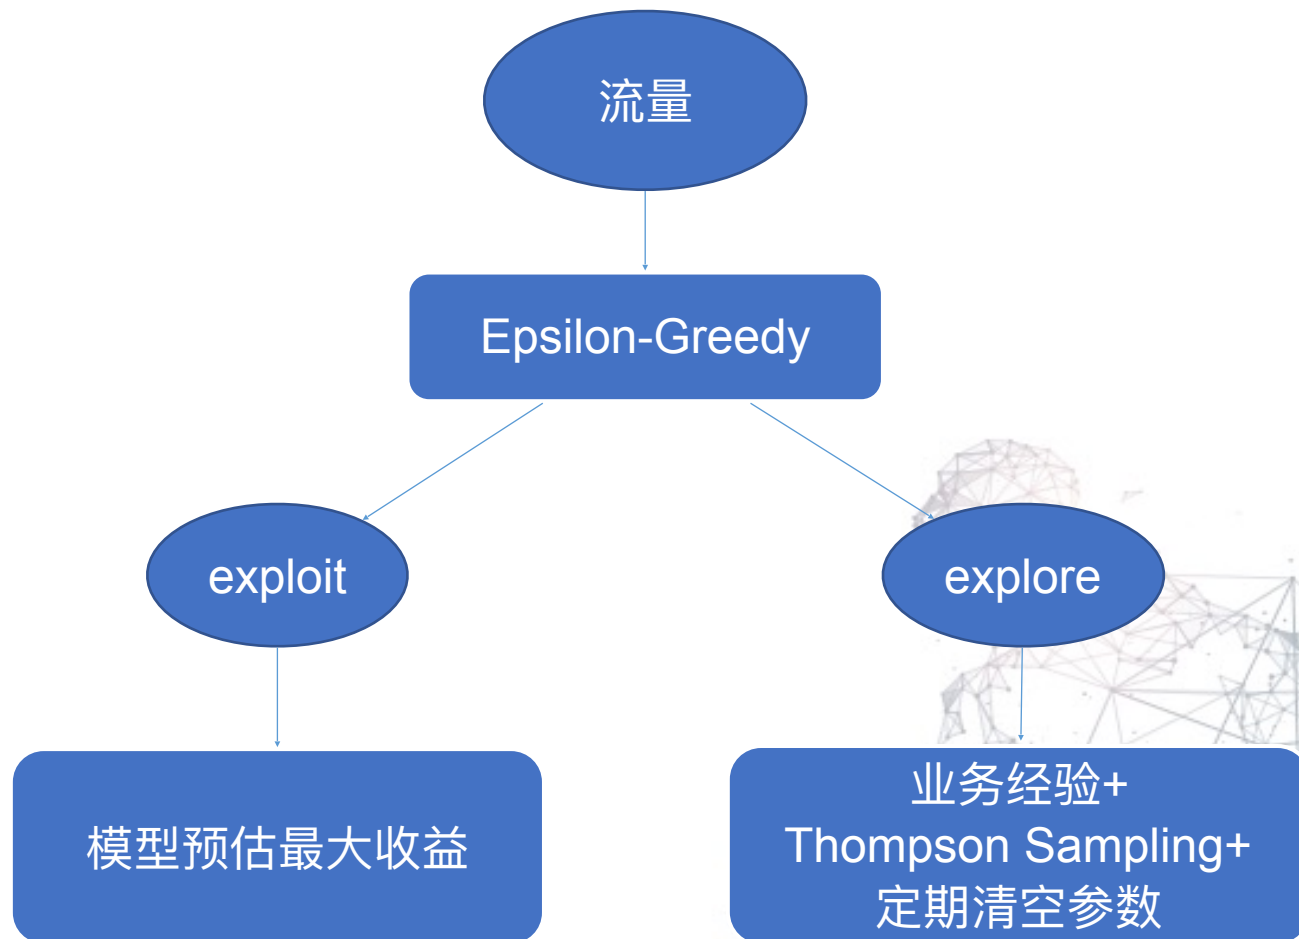 流量
Epsilon-Greedy
exploit
explore
模型预估最大收益
业务经验+
Thompson Sampling+
定期清空参数